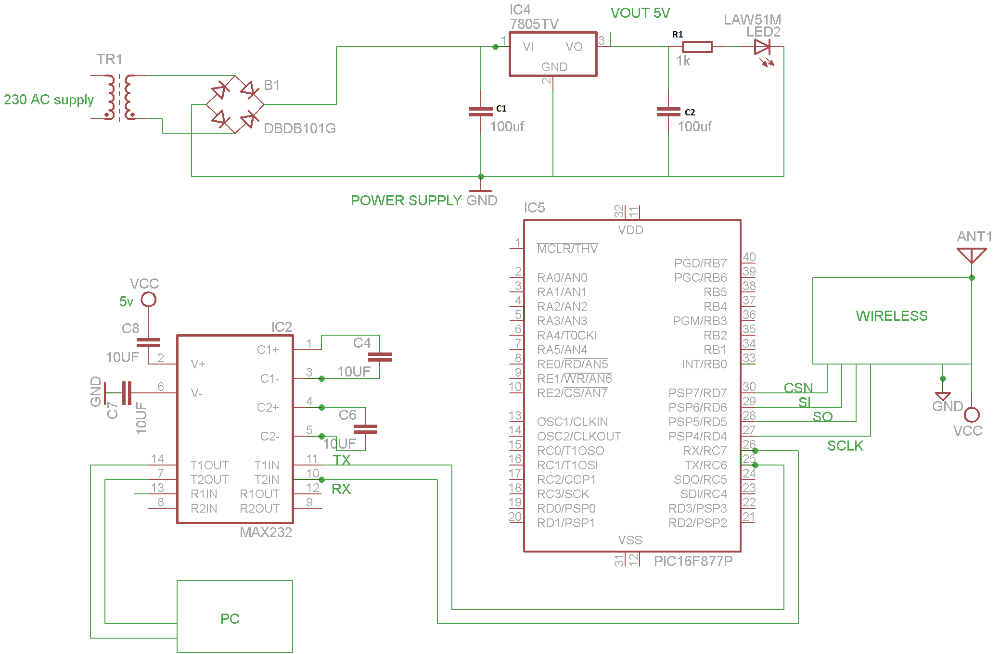 IC4
7805TV
VOUT 5V
LAW51M
LED2
R1
1k
1
VI
VO
3
GND
2
TR1
230 AC supply
B1
DBDB101G
C1
100uf
C2
100uf
POWER SUPPLY
GND
IC5
32
11
VDD
1
MCLR/THV
2
RA0/AN0
3
RA1/AN1
4
RA2/AN2
5
RA3/AN3
6
RA4/T0CKI
7
RA5/AN4
8
RE0/RD/AN5
9
RE1/WR/AN6
10
RE2/CS/AN7
13
OSC1/CLKIN
14
OSC2/CLKOUT
15
RC0/T1OSO
16
RC1/T1OSI
17
RC2/CCP1
18
RC3/SCK
19
RD0/PSP0
20
RD1/PSP1
PGD/RB7
40
PGC/RB6
39
RB5
38
RB4
37
PGM/RB3
36
RB2
35
RB1
34
INT/RB0
33
PSP7/RD7
30
PSP6/RD6
29
PSP5/RD5
28
PSP4/RD4
27
RX/RC7
26
TX/RC6
25
SDO/RC5
24
SDI/RC4
23
RD3/PSP3
22
RD2/PSP2
21
VSS
31
12
PIC16F877P
ANT1
WIRELESS
CSN
SI
SO
SCLK
GND
VCC
VCC
5v
C8
10UF
GND
C7
10UF
IC2
2
V+
6
V-
14
T1OUT
7
T2OUT
13
R1IN
8
R2IN
C1+
1
C1-
3
C2+
4
C2-
5
T1IN
11
T2IN
10
R1OUT
12
R2OUT
9
MAX232
C4
10UF
C6
10UF
TX
RX
PC